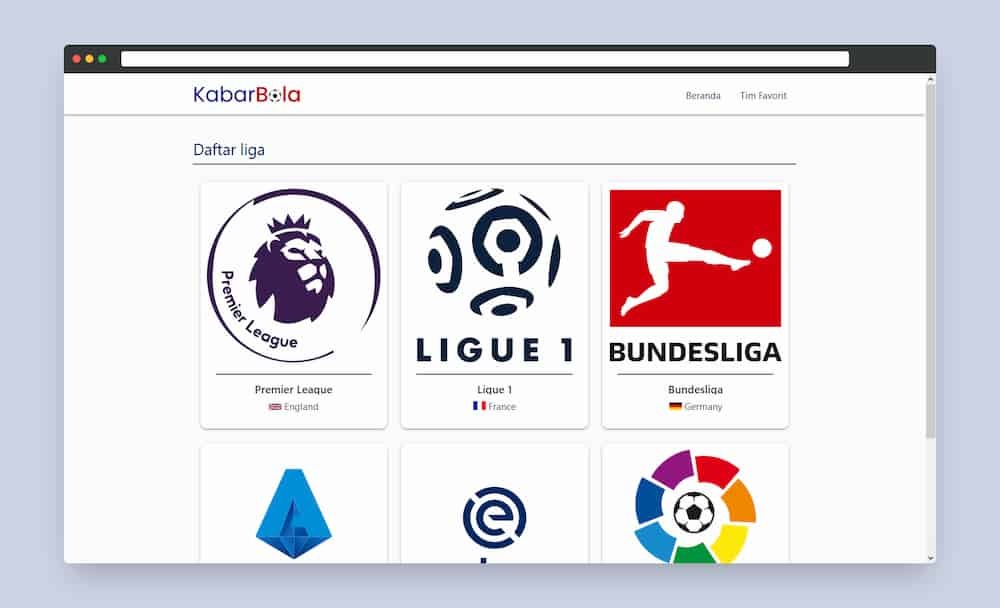 KabarBola
Beranda
Tim Favorit
Daftar liga
Premier League
LIGUE 1
BUNDESLIGA
Premier League
England
Ligue 1
France
Bundesliga
Germany